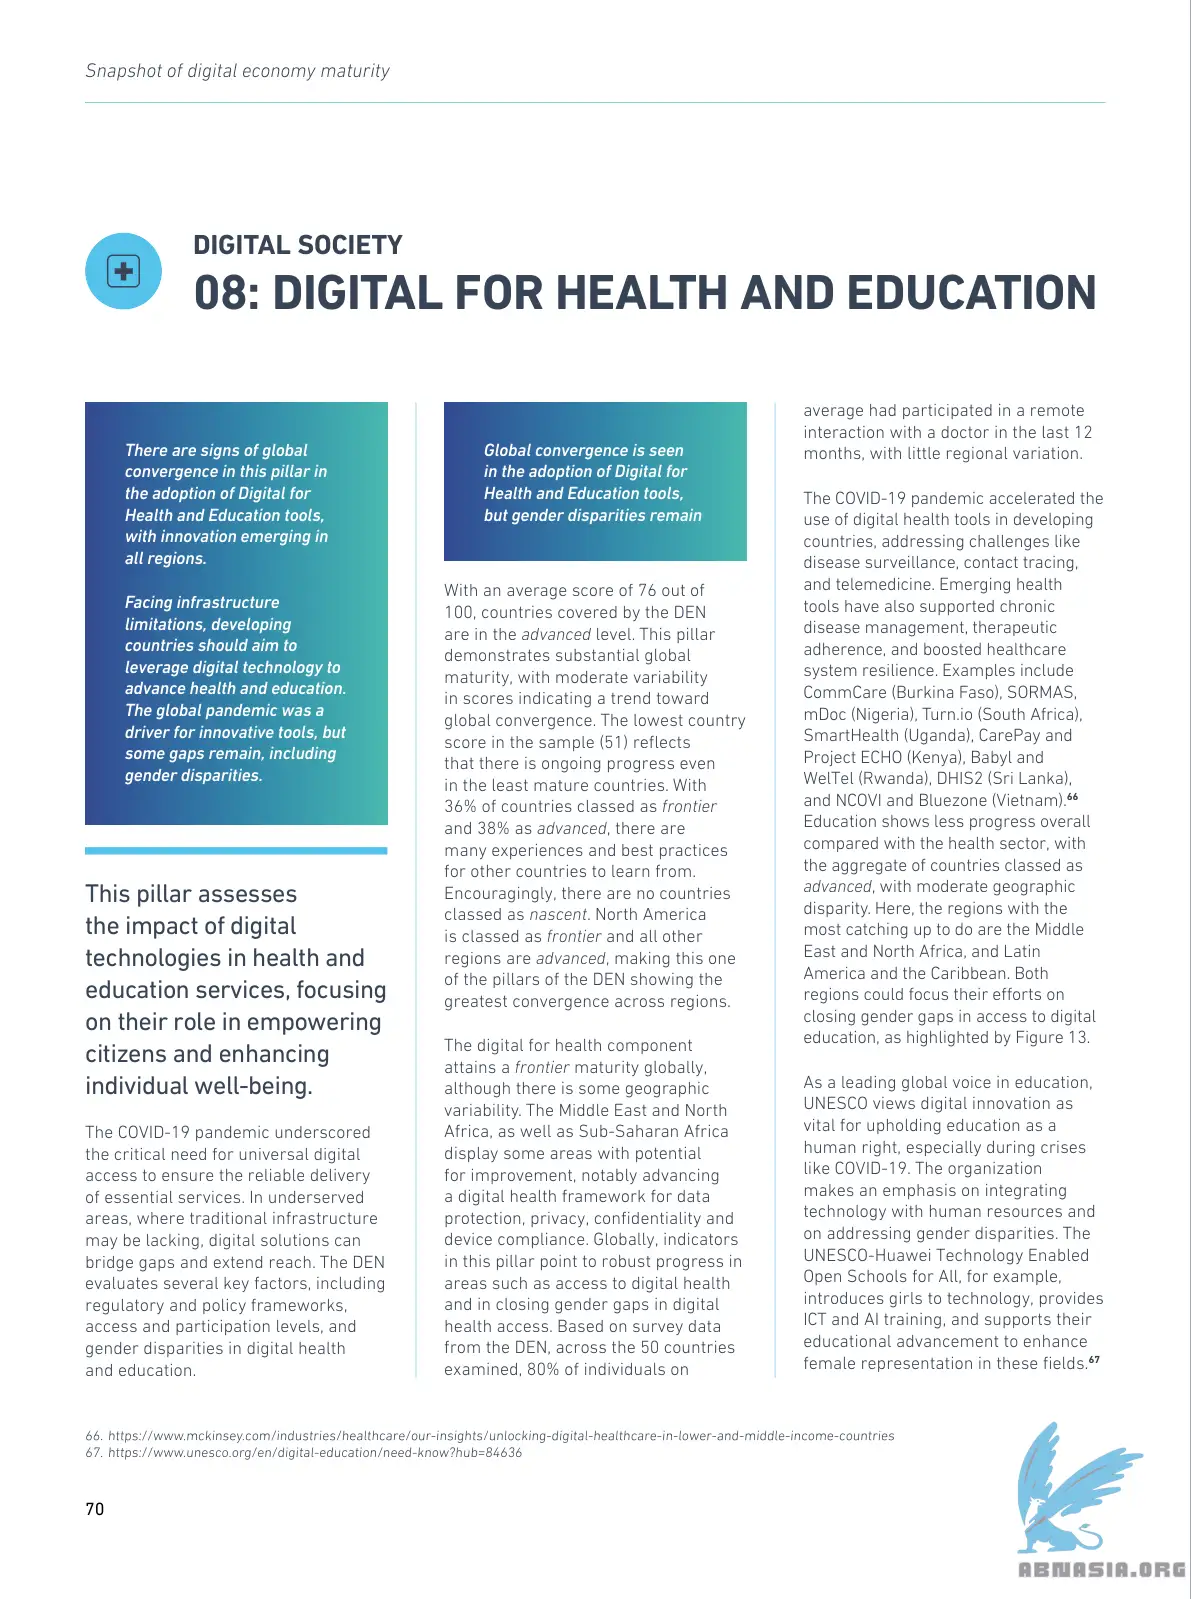 Snapshot of digital economy maturity
DIGITAL SOCIETY
08: DIGITAL FOR HEALTH AND EDUCATION
There are signs of global
convergence in this pillar in
the adoption of Digital for
Health and Education tools,
with innovation emerging in
all regions.
Facing infrastructure
limitations, developing
countries should aim to
leverage digital technology to
advance health and education.
The global pandemic was a
driver for innovative tools, but
some gaps remain, including
gender disparities.
This pillar assesses
the impact of digital
technologies in health and
education services, focusing
on their role in empowering
citizens and enhancing
individual well-being.
The COVID-19 pandemic underscored
the critical need for universal digital
access to ensure the reliable delivery
of essential services. In underserved
areas, where traditional infrastructure
may be lacking, digital solutions can
bridge gaps and extend reach. The DEN
evaluates several key factors, including
regulatory and policy frameworks,
access and participation levels, and
gender disparities in digital health
and education.
Global convergence is seen
in the adoption of Digital for
Health and Education tools,
but gender disparities remain
With an average score of 76 out of
100, countries covered by the DEN
are in the advanced level. This pillar
demonstrates substantial global
maturity, with moderate variability
in scores indicating a trend toward
global convergence. The lowest country
score in the sample (51) reflects
that there is ongoing progress even
in the least mature countries. With
36% of countries classed as frontier
and 38% as advanced, there are
many experiences and best practices
for other countries to learn from.
Encouragingly, there are no countries
classed as nascent. North America
is classed as frontier and all other
regions are advanced, making this one
of the pillars of the DEN showing the
greatest convergence across regions.
The digital for health component
attains a frontier maturity globally,
although there is some geographic
variability. The Middle East and North
Africa, as well as Sub-Saharan Africa
display some areas with potential
for improvement, notably advancing
a digital health framework for data
protection, privacy, confidentiality and
device compliance. Globally, indicators
in this pillar point to robust progress in
areas such as access to digital health
and in closing gender gaps in digital
health access. Based on survey data
from the DEN, across the 50 countries
examined, 80% of individuals on
average had participated in a remote
interaction with a doctor in the last 12
months, with little regional variation.
The COVID-19 pandemic accelerated the
use of digital health tools in developing
countries, addressing challenges like
disease surveillance, contact tracing,
and telemedicine. Emerging health
tools have also supported chronic
disease management, therapeutic
adherence, and boosted healthcare
system resilience. Examples include
CommCare (Burkina Faso), SORMAS,
mDoc (Nigeria), Turn.io (South Africa),
SmartHealth (Uganda), CarePay and
Project ECHO (Kenya), Babyl and
WelTel (Rwanda), DHIS2 (Sri Lanka),
and NCOVI and Bluezone (Vietnam).66
Education shows less progress overall
compared with the health sector, with
the aggregate of countries classed as
advanced, with moderate geographic
disparity. Here, the regions with the
most catching up to do are the Middle
East and North Africa, and Latin
America and the Caribbean. Both
regions could focus their efforts on
closing gender gaps in access to digital
education, as highlighted by Figure 13.
As a leading global voice in education,
UNESCO views digital innovation as
vital for upholding education as a
human right, especially during crises
like COVID-19. The organization
makes an emphasis on integrating
technology with human resources and
on addressing gender disparities. The
UNESCO-Huawei Technology Enabled
Open Schools for All, for example,
introduces girls to technology, provides
ICT and AI training, and supports their
educational advancement to enhance
female representation in these fields.67
66. https://www.mckinsey.com/industries/healthcare/our-insights/unlocking-digital-healthcare-in-lower-and-middle-income-countries
67. https://www.unesco.org/en/digital-education/need-know?hub=84636
70
ABNASIA.ORG